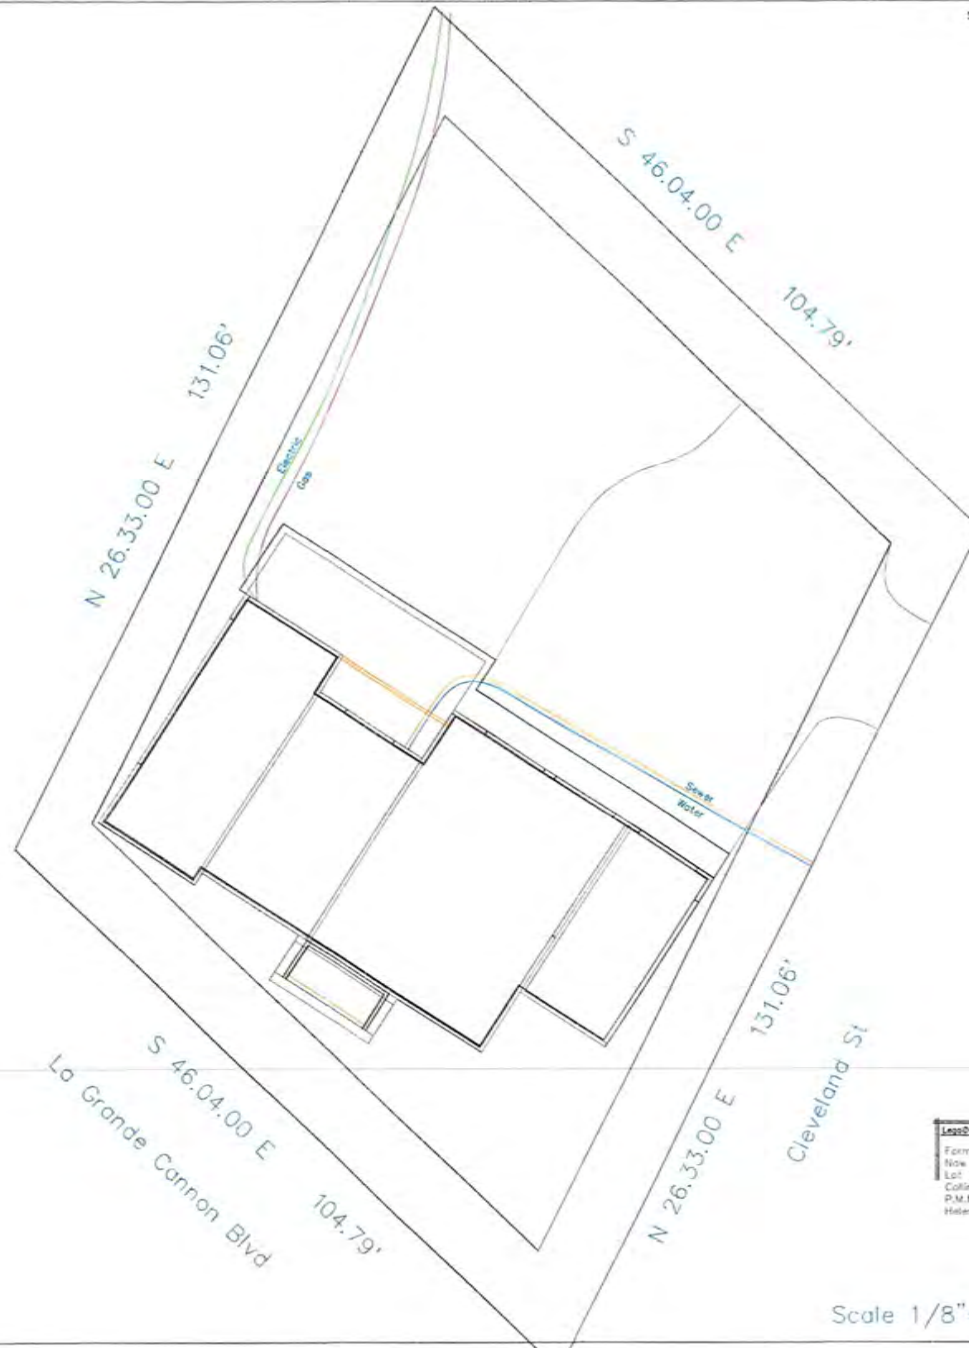 S 46.04.00 E
104.79'
131.06'
N 26.33.00 E
Electric
Gas
Sewer
Water
131.06'
N 26.33.00 E
Cleveland St
S 46.04.00 E
104.79'
La Grande Cannon Blvd
Lot
Scale 1/8"